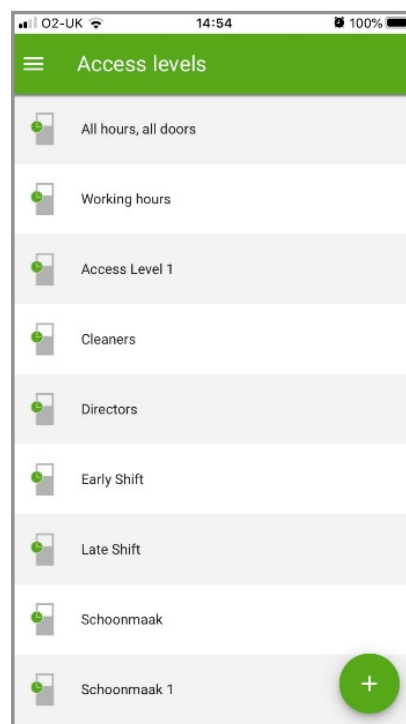 O2-UK 14:54 100%
Access levels
All hours, all doors
Working hours
Access Level 1
Cleaners
Directors
Early Shift
Late Shift
Schoonmaak
Schoonmaak 1
+